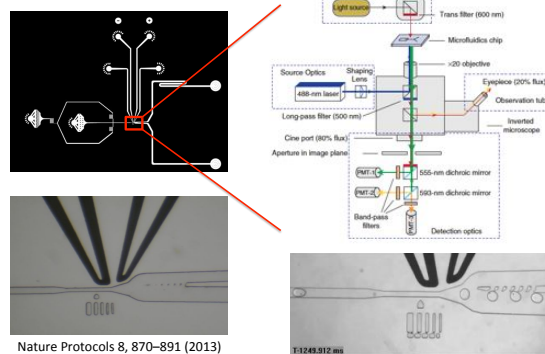 Light source
Trans filter (600 nm)
Microfluidics chip
×20 objective
Source Optics
Shaping
Lens
Eyepiece (20% flux)
488-nm laser
Observation tub
Long-pass filter (500 nm)
Inverted
microscope
Cine port (80% flux)
Aperture in image plane
PMT-1
555-nm dichroic mirror
PMT-2
593-nm dichroic mirror
Band-pass
filters
PMT-3
Detection optics
T-1249.912 ms
Nature Protocols 8, 870–891 (2013)